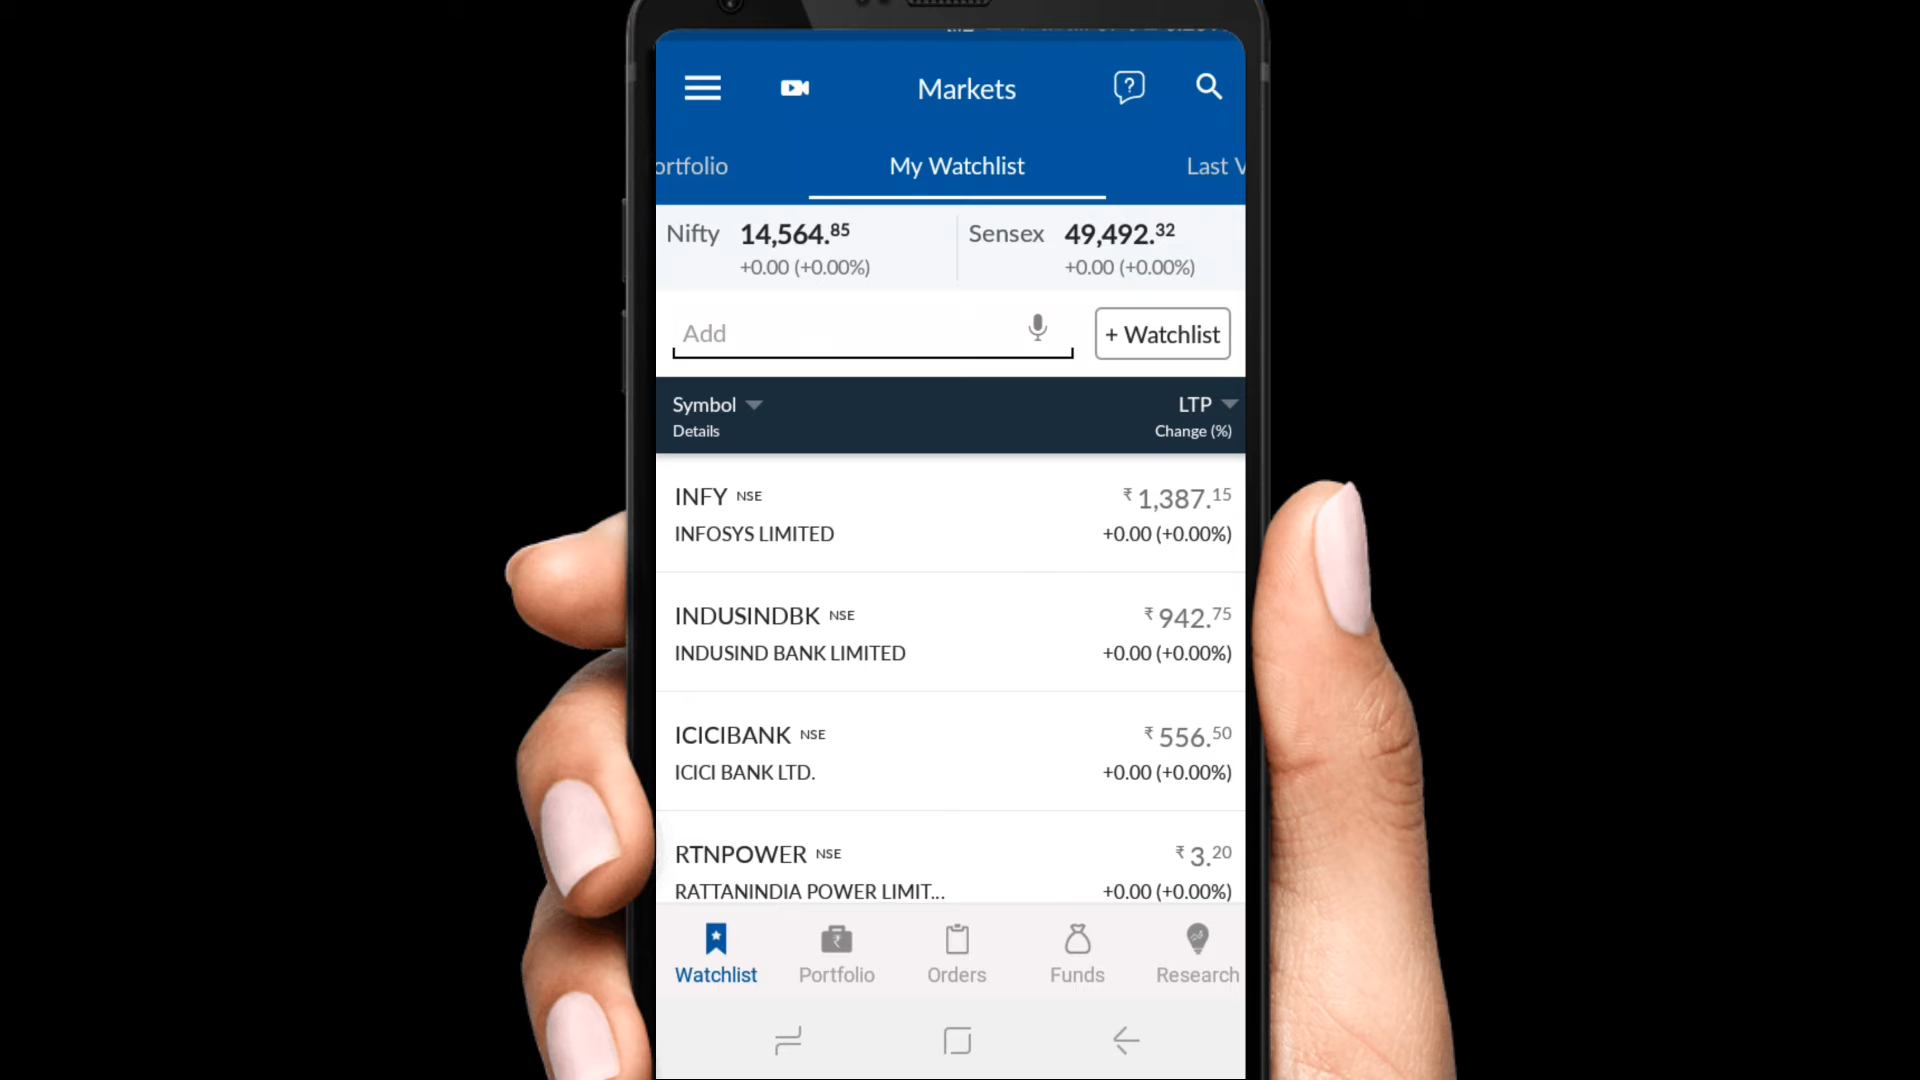 Markets
ortfolio My Watchlist Last V
Nifty 14,564.85 Sensex 49,492.32
+0.00 (+0.00%) +0.00 (+0.00%)
Add + Watchlist
Symbol LTP
Details Change (%)
INFY NSE ₹ 1,387.15
INFOSYS LIMITED +0.00 (+0.00%)
INDUSINDBK NSE ₹ 942.75
INDUSIND BANK LIMITED +0.00 (+0.00%)
ICICIBANK NSE ₹ 556.50
ICICI BANK LTD. +0.00 (+0.00%)
RTNPOWER NSE ₹ 3.20
RATTANINDIA POWER LIMIT... +0.00 (+0.00%)
Watchlist Portfolio Orders Funds Research